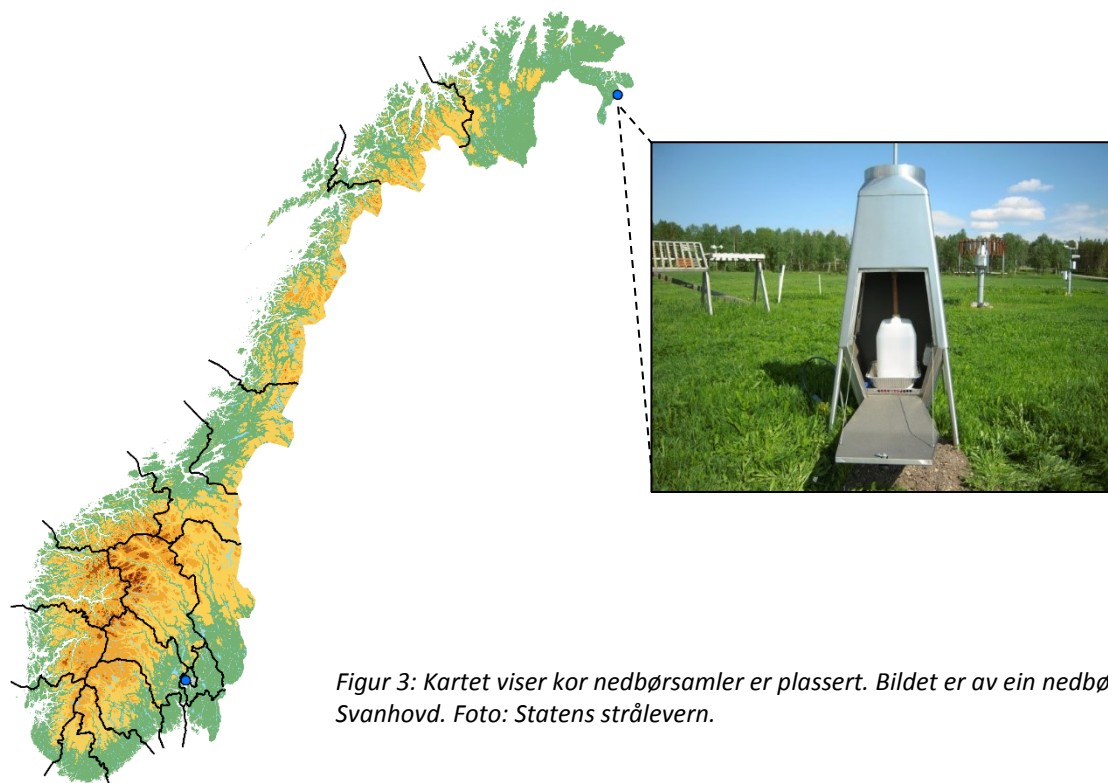 Figur 3: Kartet viser kor nedbørsamler er plassert. Bildet er av ein
Svanhovd. Foto: Statens strålevern.